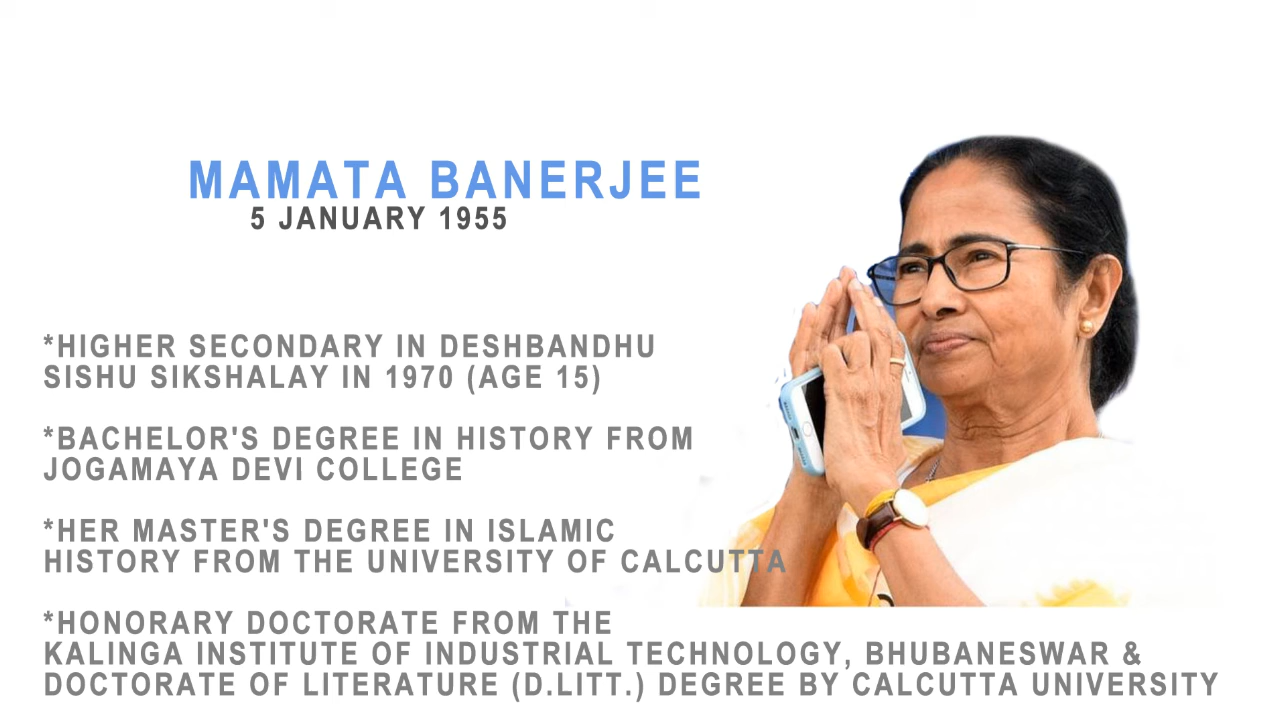 MAMATA BANERJEE
5 JANUARY 1955
*HIGHER SECONDARY IN DESHBANDHU
SISHU SIKSHALAY IN 1970 (AGE 15)
*BACHELOR'S DEGREE IN HISTORY FROM
JOGAMAYA DEVI COLLEGE
*HER MASTER'S DEGREE IN ISLAMIC
HISTORY FROM THE UNIVERSITY OF CALCUTTA
*HONORARY DOCTORATE FROM THE
KALINGA INSTITUTE OF INDUSTRIAL TECHNOLOGY, BHUBANESWAR &
DOCTORATE OF LITERATURE (D.LITT.) DEGREE BY CALCUTTA UNIVERSITY